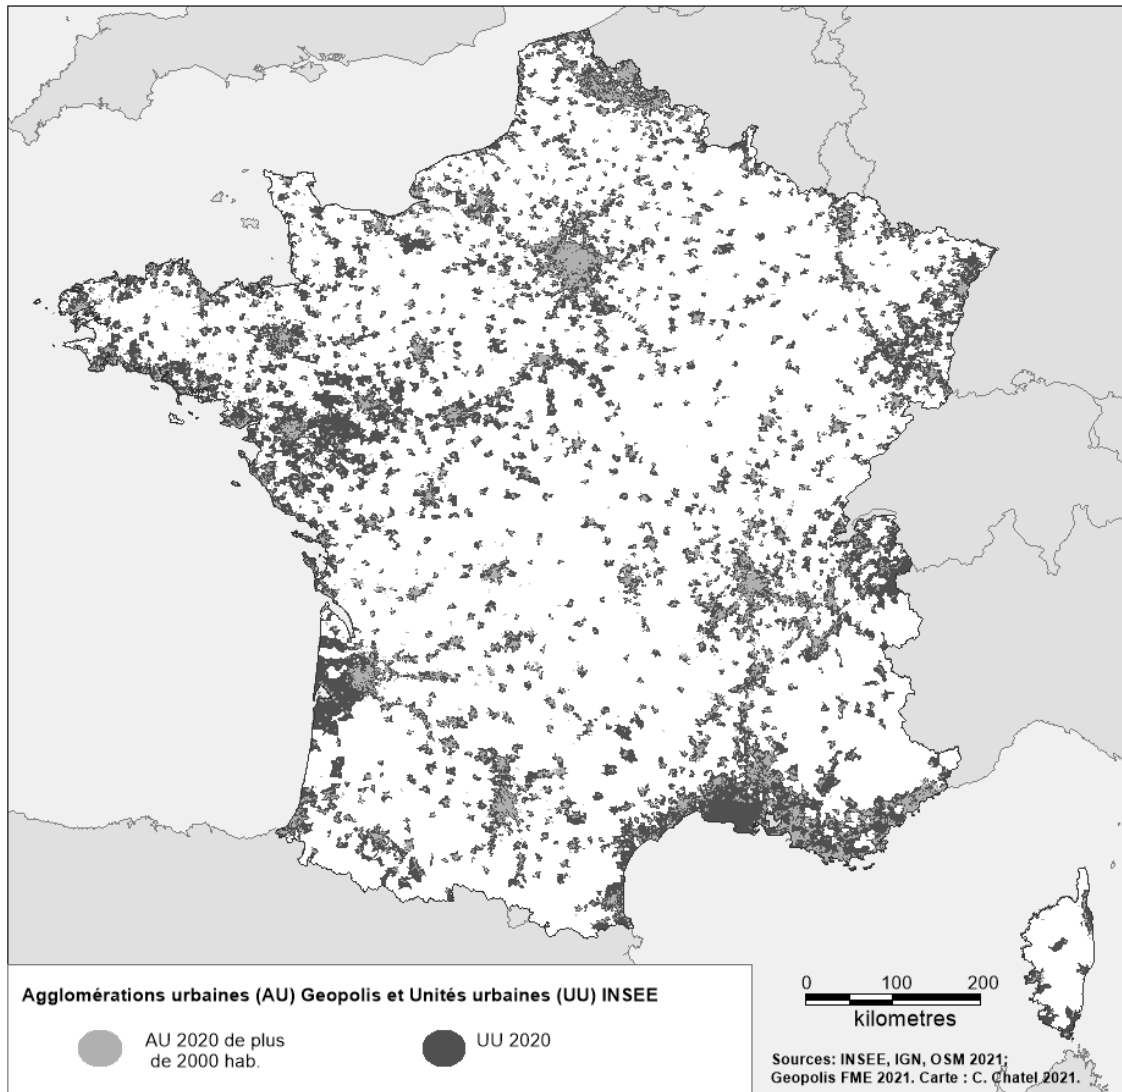 Agglomérations urbaines (AU) Geopolis et Unités urbaines (UU) INSEE
AU 2020 de plus
de 2000 hab.
UU 2020
0 100 200
kilometres
Sources: INSEE, IGN, OSM 2021;
Geopolis FME 2021. Carte : C. Chatel 2021.